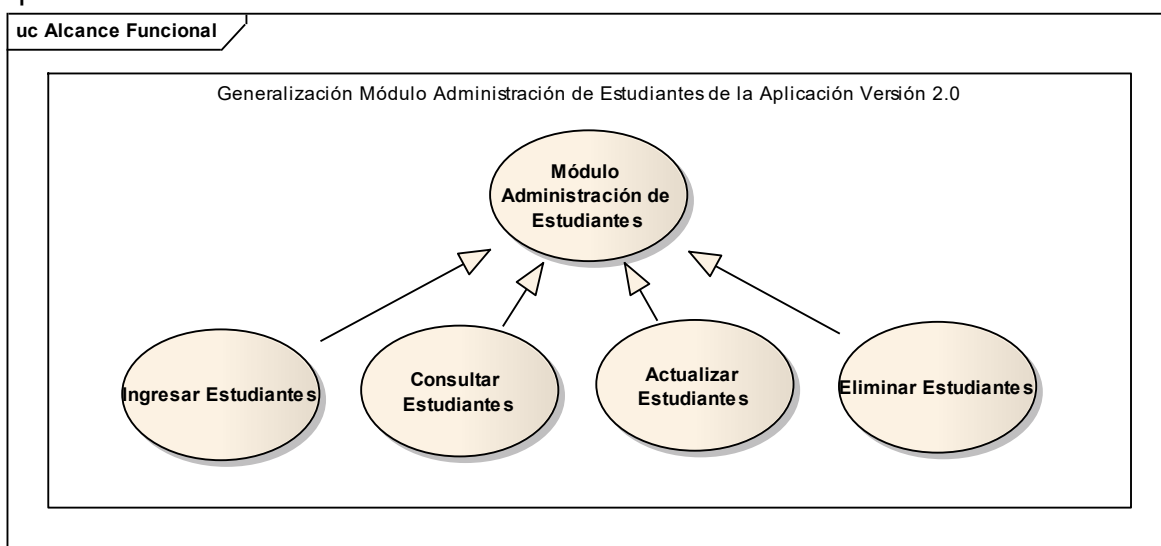 uc Alcance Funcional
Generalización Módulo Administración de Estudiantes de la Aplicación Versión 2.0
Módulo
Administración de
Estudiantes
Ingresar Estudiantes
Consultar
Estudiantes
Actualizar
Estudiantes
Eliminar Estudiantes